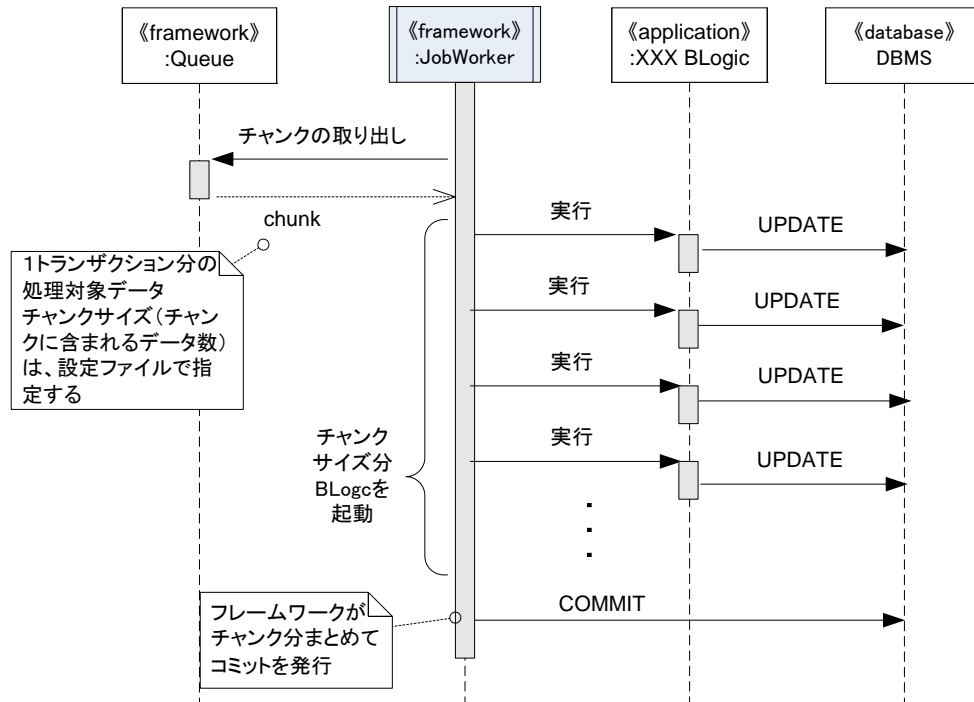 《framework》
:Queue
《framework》
:JobWorker
《application》
:XXX BLogic
《database》
DBMS
チャンクの取り出し
chunk
1トランザクション分の
処理対象データ
チャンクサイズ(チャン
クに含まれるデータ数)
は、設定ファイルで指
定する
実行
UPDATE
実行
UPDATE
実行
UPDATE
実行
UPDATE
チャンク
サイズ分
BLogcを
起動
・
・
・
フレームワークが
チャンク分まとめて
コミットを発行
COMMIT